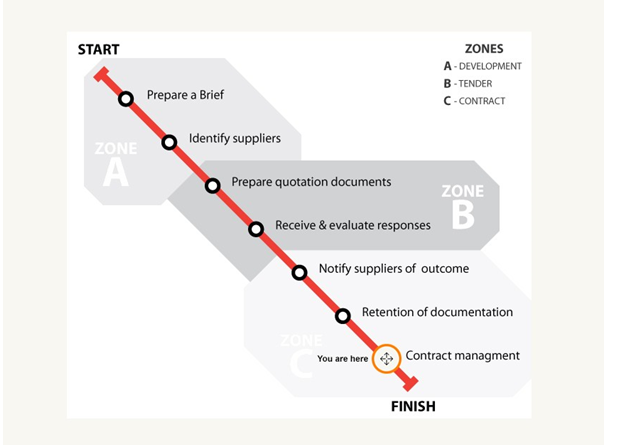 START
ZONES
A - DEVELOPMENT
B - TENDER
C - CONTRACT
Prepare a Brief
Identify suppliers
ZONE
A
Prepare quotation documents
ZONE
B
Receive & evaluate responses
Notify suppliers of outcome
Retention of documentation
ZONE
C
You are here
Contract managment
FINISH